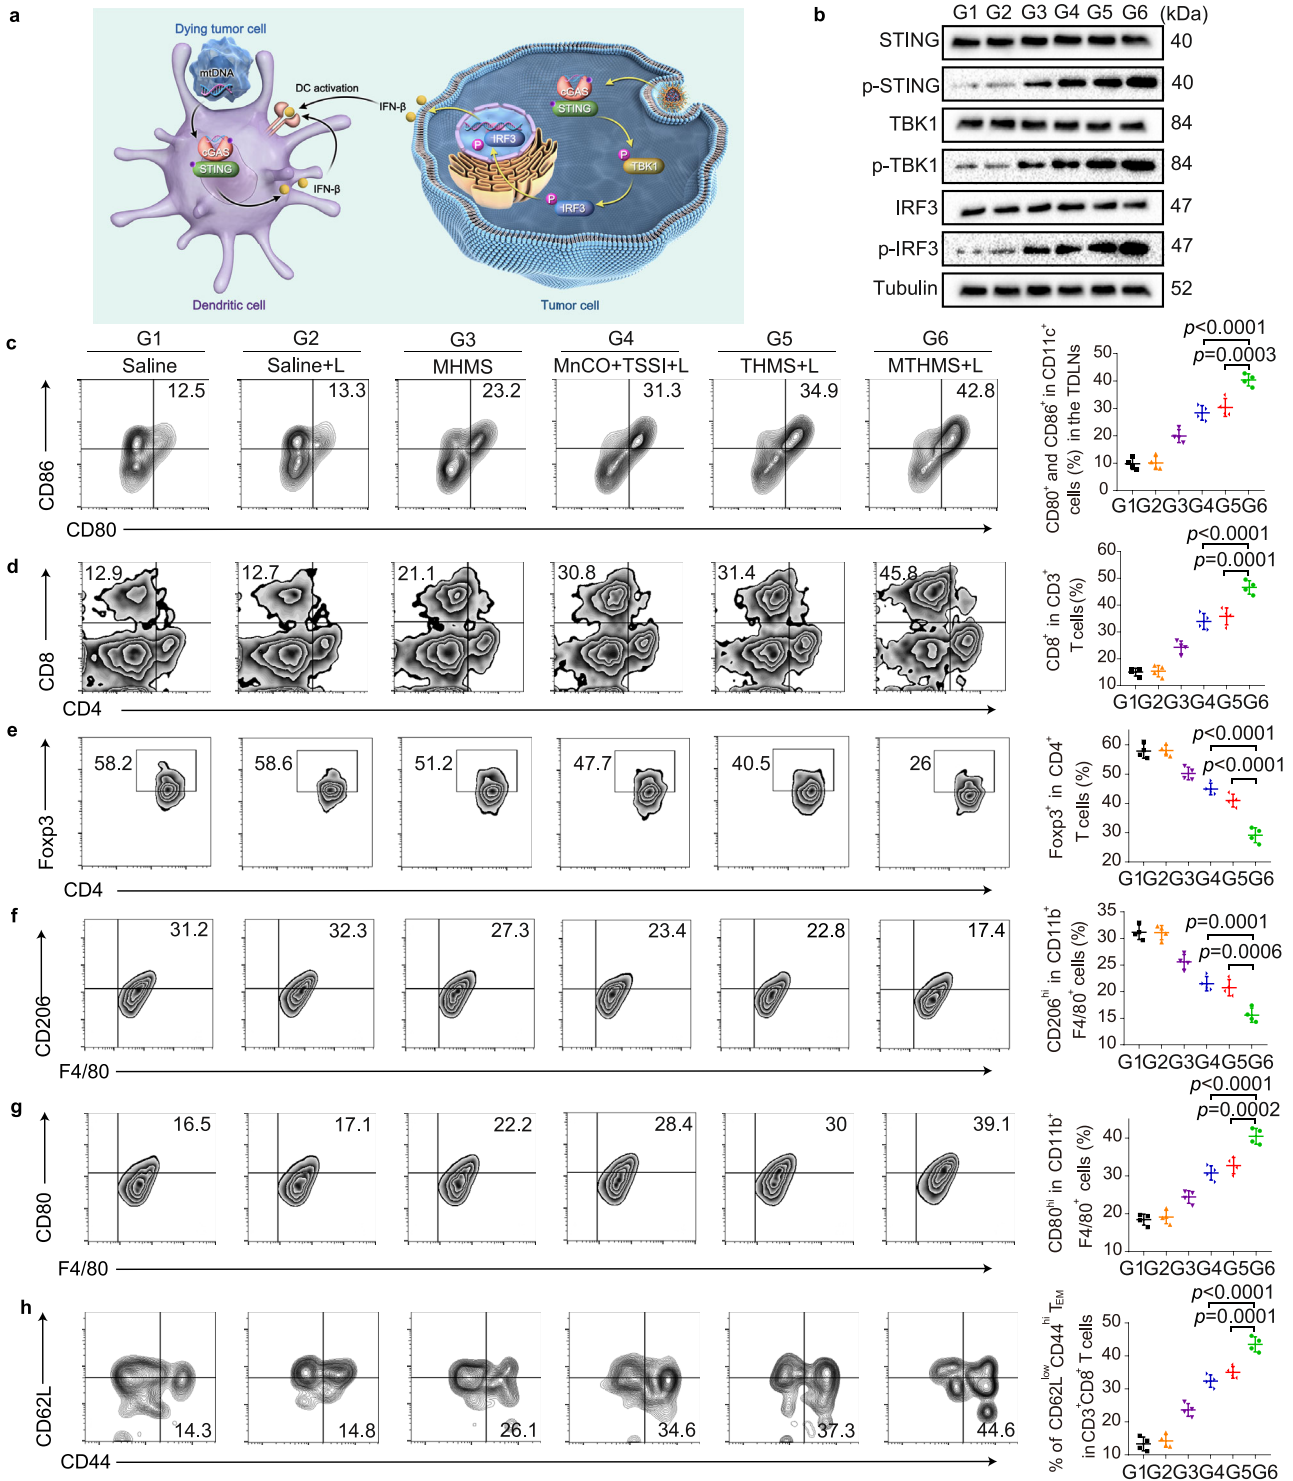 a
Dying tumor cell
mtDNA
cGAS
STING
DC activation
IFN-β
IFN-β
Dendritic cell
cGAS
STING
P
TBK1
P
IRF3
P
IRF3
Tumor cell
b
G1 G2 G3 G4 G5 G6 (kDa)
STING 40
p-STING 40
TBK1 84
p-TBK1 84
IRF3 47
p-IRF3 47
Tubulin 52
c
G1 G2 G3 G4 G5 G6
Saline Saline+L MHMS MnCO+TSSI+L THMS+L MTHMS+L
12.5 13.3 23.2 31.3 34.9 42.8
CD86
CD80
CD80+ and CD86+ in CD11c+
cells (%) in the TDLNs
p<0.0001
p=0.0003
50
40
30
20
10
0
G1G2G3G4G5G6
d
12.9 12.7 21.1 30.8 31.4 45.8
CD8
CD4
CD8+ in CD3+
T cells (%)
p<0.0001
p=0.0001
60
50
40
30
20
10
G1G2G3G4G5G6
e
58.2 58.6 51.2 47.7 40.5 26
Foxp3
CD4
Foxp3+ in CD4+
T cells (%)
p<0.0001
p<0.0001
60
50
40
30
20
G1G2G3G4G5G6
f
31.2 32.3 27.3 23.4 22.8 17.4
CD206
F4/80
CD206hi in CD11b+
F4/80+ cells (%)
p=0.0001
p=0.0006
35
30
25
20
15
10
G1G2G3G4G5G6
g
16.5 17.1 22.2 28.4 30 39.1
CD80
F4/80
CD80hi in CD11b+
F4/80+ cells (%)
p<0.0001
p=0.0002
40
30
20
10
G1G2G3G4G5G6
h
14.3 14.8 26.1 34.6 37.3 44.6
CD62L
CD44
% of CD62Llow CD44hi TEM
in CD3+CD8+ T cells
p<0.0001
p=0.0001
50
40
30
20
10
G1G2G3G4G5G6